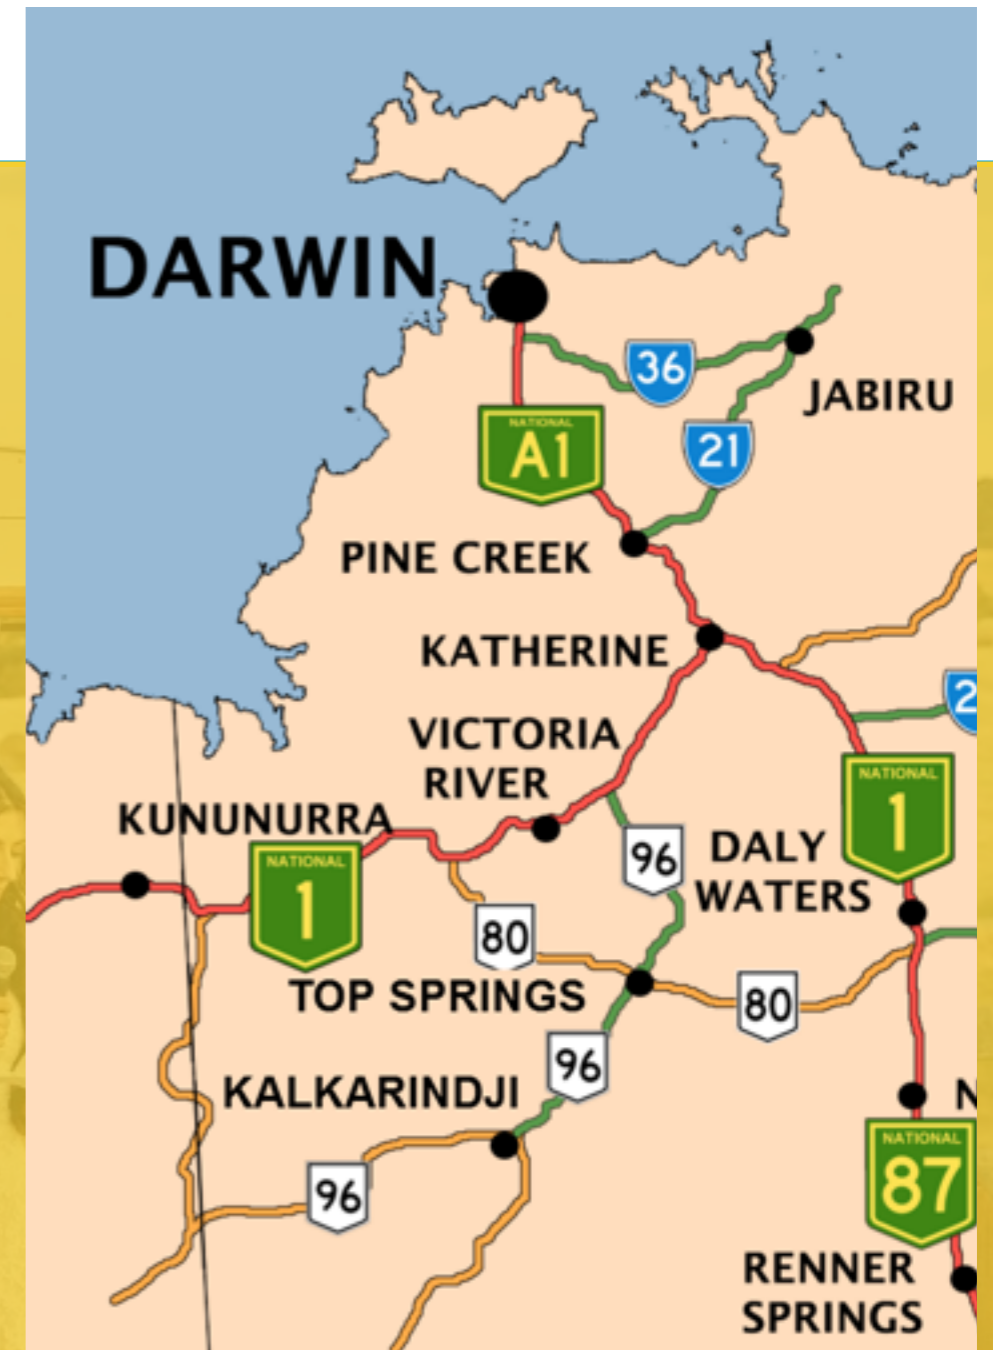 DARWIN
36
JABIRU
NATIONAL
A1
21
PINE CREEK
KATHERINE
VICTORIA
RIVER
NATIONAL
1
KUNUNURRA
NATIONAL
1
96
DALY
WATERS
80
TOP SPRINGS
80
96
KALKARINDJI
NATIONAL
87
96
RENNER
SPRINGS